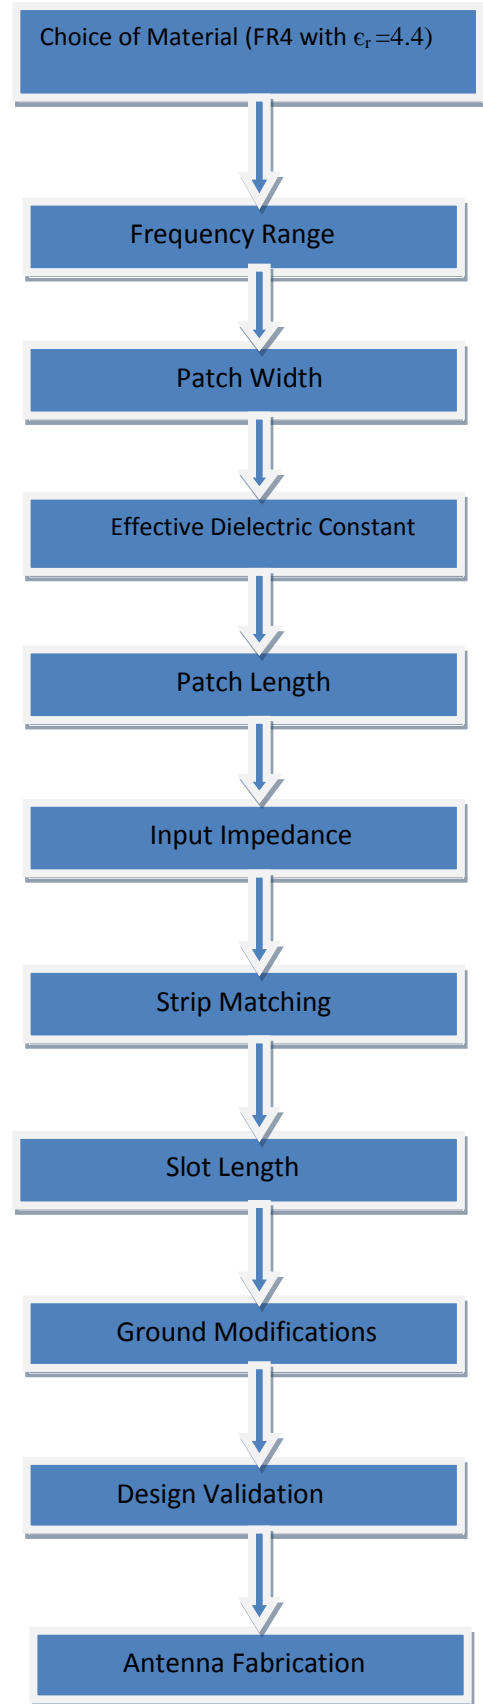 Choice of Material (FR4 with ϵr =4.4)
Frequency Range
Patch Width
Effective Dielectric Constant
Patch Length
Input Impedance
Strip Matching
Slot Length
Ground Modifications
Design Validation
Antenna Fabrication